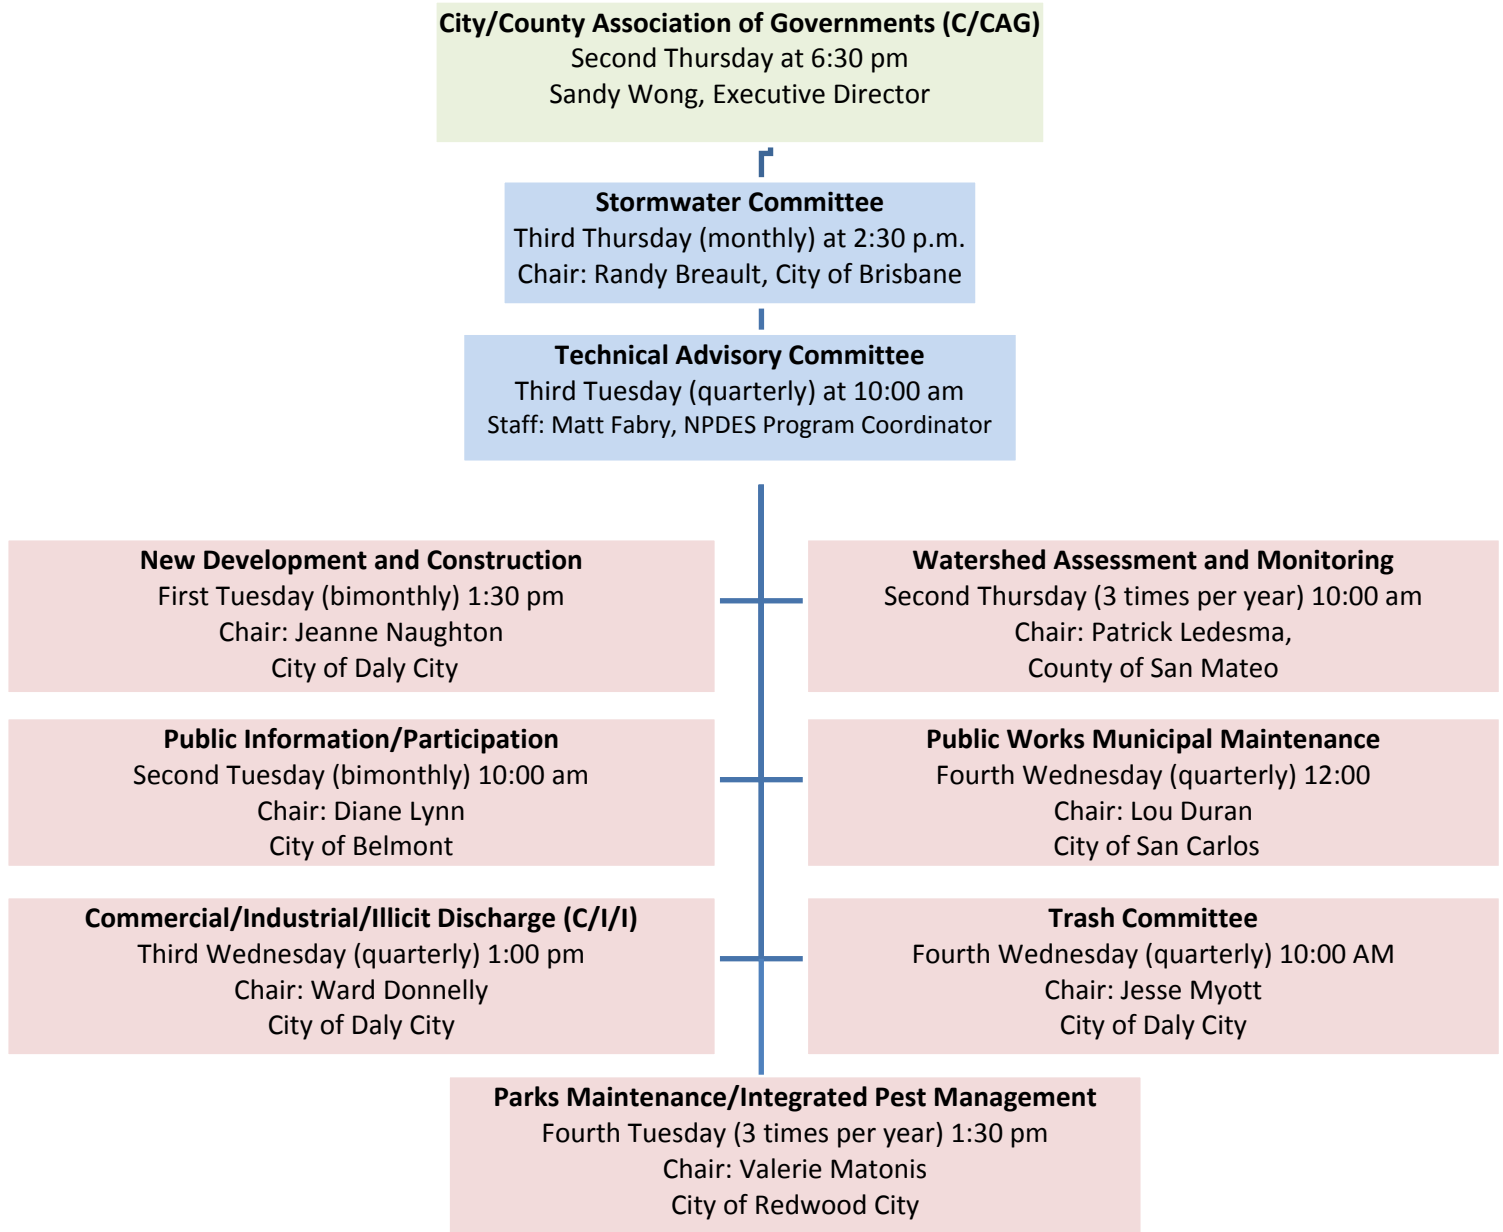 City/County Association of Governments (C/CAG)
Second Thursday at 6:30 pm
Sandy Wong, Executive Director
Stormwater Committee
Third Thursday (monthly) at 2:30 p.m.
Chair: Randy Breault, City of Brisbane
Technical Advisory Committee
Third Tuesday (quarterly) at 10:00 am
Staff: Matt Fabry, NPDES Program Coordinator
New Development and Construction
First Tuesday (bimonthly) 1:30 pm
Chair: Jeanne Naughton
City of Daly City
Watershed Assessment and Monitoring
Second Thursday (3 times per year) 10:00 am
Chair: Patrick Ledesma,
County of San Mateo
Public Information/Participation
Second Tuesday (bimonthly) 10:00 am
Chair: Diane Lynn
City of Belmont
Public Works Municipal Maintenance
Fourth Wednesday (quarterly) 12:00
Chair: Lou Duran
City of San Carlos
Commercial/Industrial/Illicit Discharge (C/I/I)
Third Wednesday (quarterly) 1:00 pm
Chair: Ward Donnelly
City of Daly City
Trash Committee
Fourth Wednesday (quarterly) 10:00 AM
Chair: Jesse Myott
City of Daly City
Parks Maintenance/Integrated Pest Management
Fourth Tuesday (3 times per year) 1:30 pm
Chair: Valerie Matonis
City of Redwood City